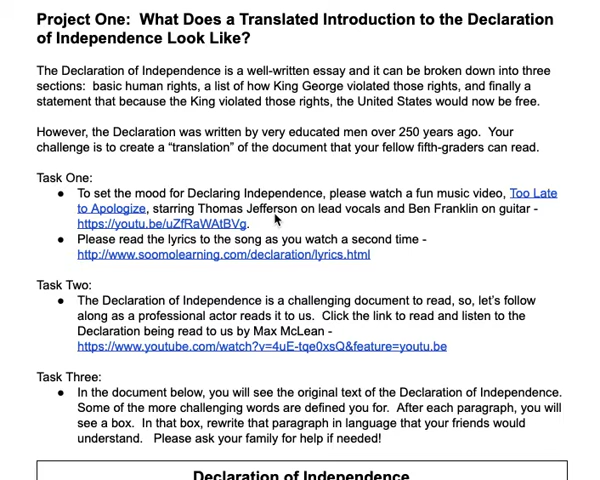 Project One:  What Does a Translated Introduction to the Declaration
of Independence Look Like?
The Declaration of Independence is a well-written essay and it can be broken down into three
sections:  basic human rights, a list of how King George violated those rights, and finally a
statement that because the King violated those rights, the United States would now be free.
However, the Declaration was written by very educated men over 250 years ago.  Your
challenge is to create a “translation” of the document that your fellow fifth-graders can read.
Task One:
● To set the mood for Declaring Independence, please watch a fun music video, Too Late
to Apologize, starring Thomas Jefferson on lead vocals and Ben Franklin on guitar -
https://youtu.be/uZfRaWAtBVg.
● Please read the lyrics to the song as you watch a second time -
http://www.soomolearning.com/declaration/lyrics.html
Task Two:
● The Declaration of Independence is a challenging document to read, so, let’s follow
along as a professional actor reads it to us.  Click the link to read and listen to the
Declaration being read to us by Max McLean -
https://www.youtube.com/watch?v=4uE-tqe0xsQ&feature=youtu.be
Task Three:
● In the document below, you will see the original text of the Declaration of Independence.
Some of the more challenging words are defined you for.  After each paragraph, you will
see a box.  In that box, rewrite that paragraph in language that your friends would
understand.   Please ask your family for help if needed!
Declaration of Independence